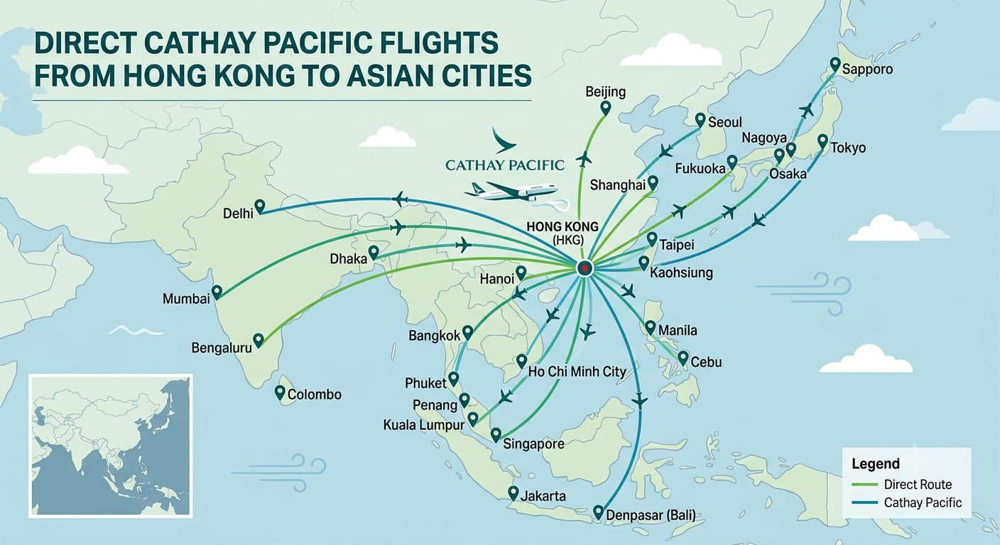 DIRECT CATHAY PACIFIC FLIGHTS
FROM HONG KONG TO ASIAN CITIES
Sapporo
Beijing
Seoul
Nagoya
Tokyo
CATHAY PACIFIC
Fukuoka
Osaka
Shanghai
Delhi
HONG KONG
(HKG)
Taipei
Dhaka
Kaohsiung
Hanoi
Mumbai
Bangkok
Manila
Bengaluru
Cebu
Ho Chi Minh City
Phuket
Colombo
Penang
Kuala Lumpur
Singapore
Legend
Direct Route
Cathay Pacific
Jakarta
Denpasar (Bali)